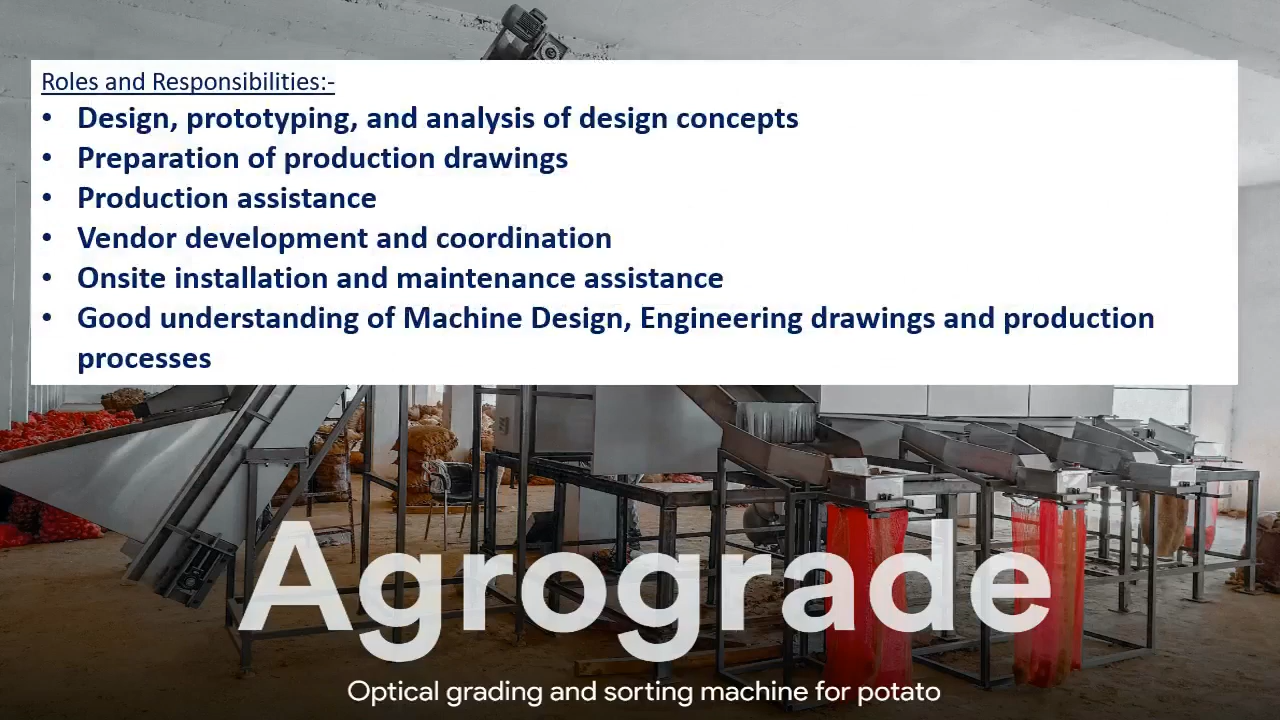 Roles and Responsibilities:-
• Design, prototyping, and analysis of design concepts
• Preparation of production drawings
• Production assistance
• Vendor development and coordination
• Onsite installation and maintenance assistance
• Good understanding of Machine Design, Engineering drawings and production
processes
Agrograde
Optical grading and sorting machine for potato